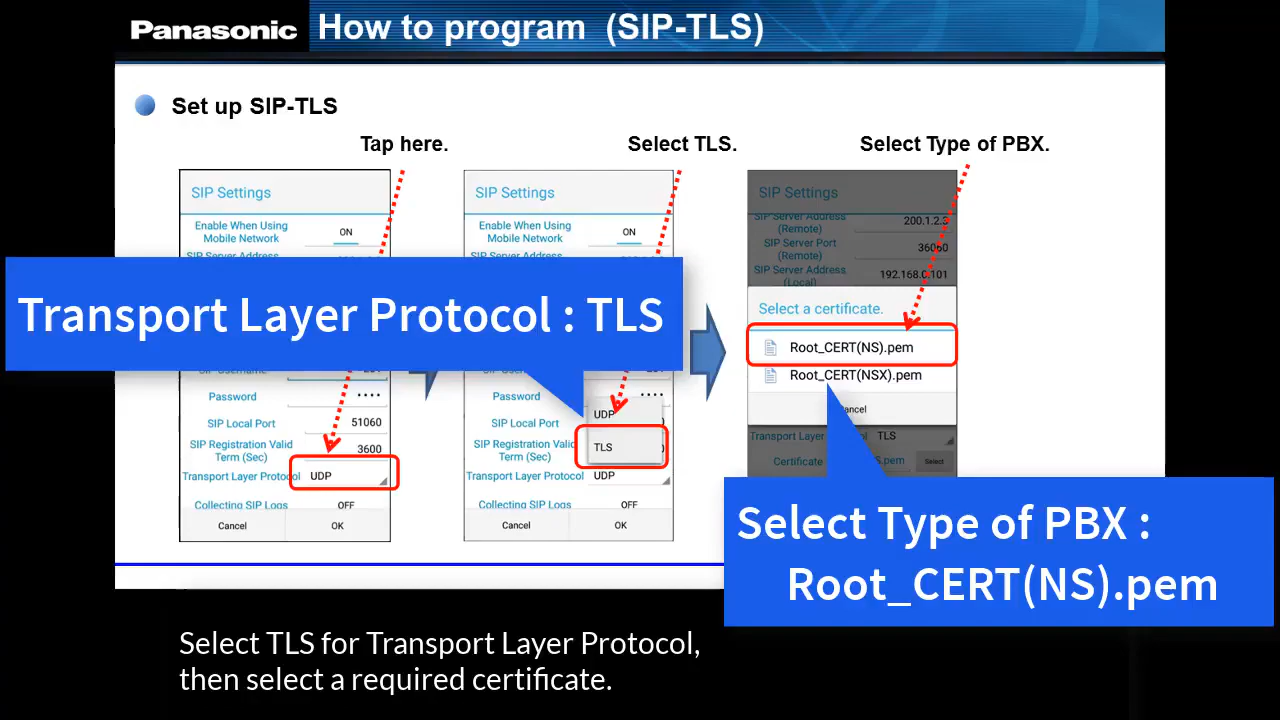 Panasonic
How to program (SIP-TLS)
Set up SIP-TLS
Tap here.
Select TLS.
Select Type of PBX.
SIP Settings
Enable When Using
Mobile Network
ON
SIP Server Address
Password
SIP Local Port
51060
SIP Registration Valid
Term (Sec)
3600
Transport Layer Protocol
UDP
Collecting SIP Logs
OFF
Cancel
OK
SIP Settings
Enable When Using
Mobile Network
ON
SIP Server Address
Password
SIP Local Port
UDP
SIP Registration Valid
Term (Sec)
TLS
Transport Layer Protocol
UDP
Collecting SIP Logs
OFF
Cancel
OK
SIP Settings
SIP Server Address
(Remote)
200.1.2.3
SIP Server Port
(Remote)
36060
SIP Server Address
(Local)
192.168.0.101
Select a certificate.
Root_CERT(NS).pem
Root_CERT(NSX).pem
Transport Layer Protocol
TLS
Certificate
Select
Transport Layer Protocol : TLS
Select Type of PBX :
Root_CERT(NS).pem
Select TLS for Transport Layer Protocol,
then select a required certificate.